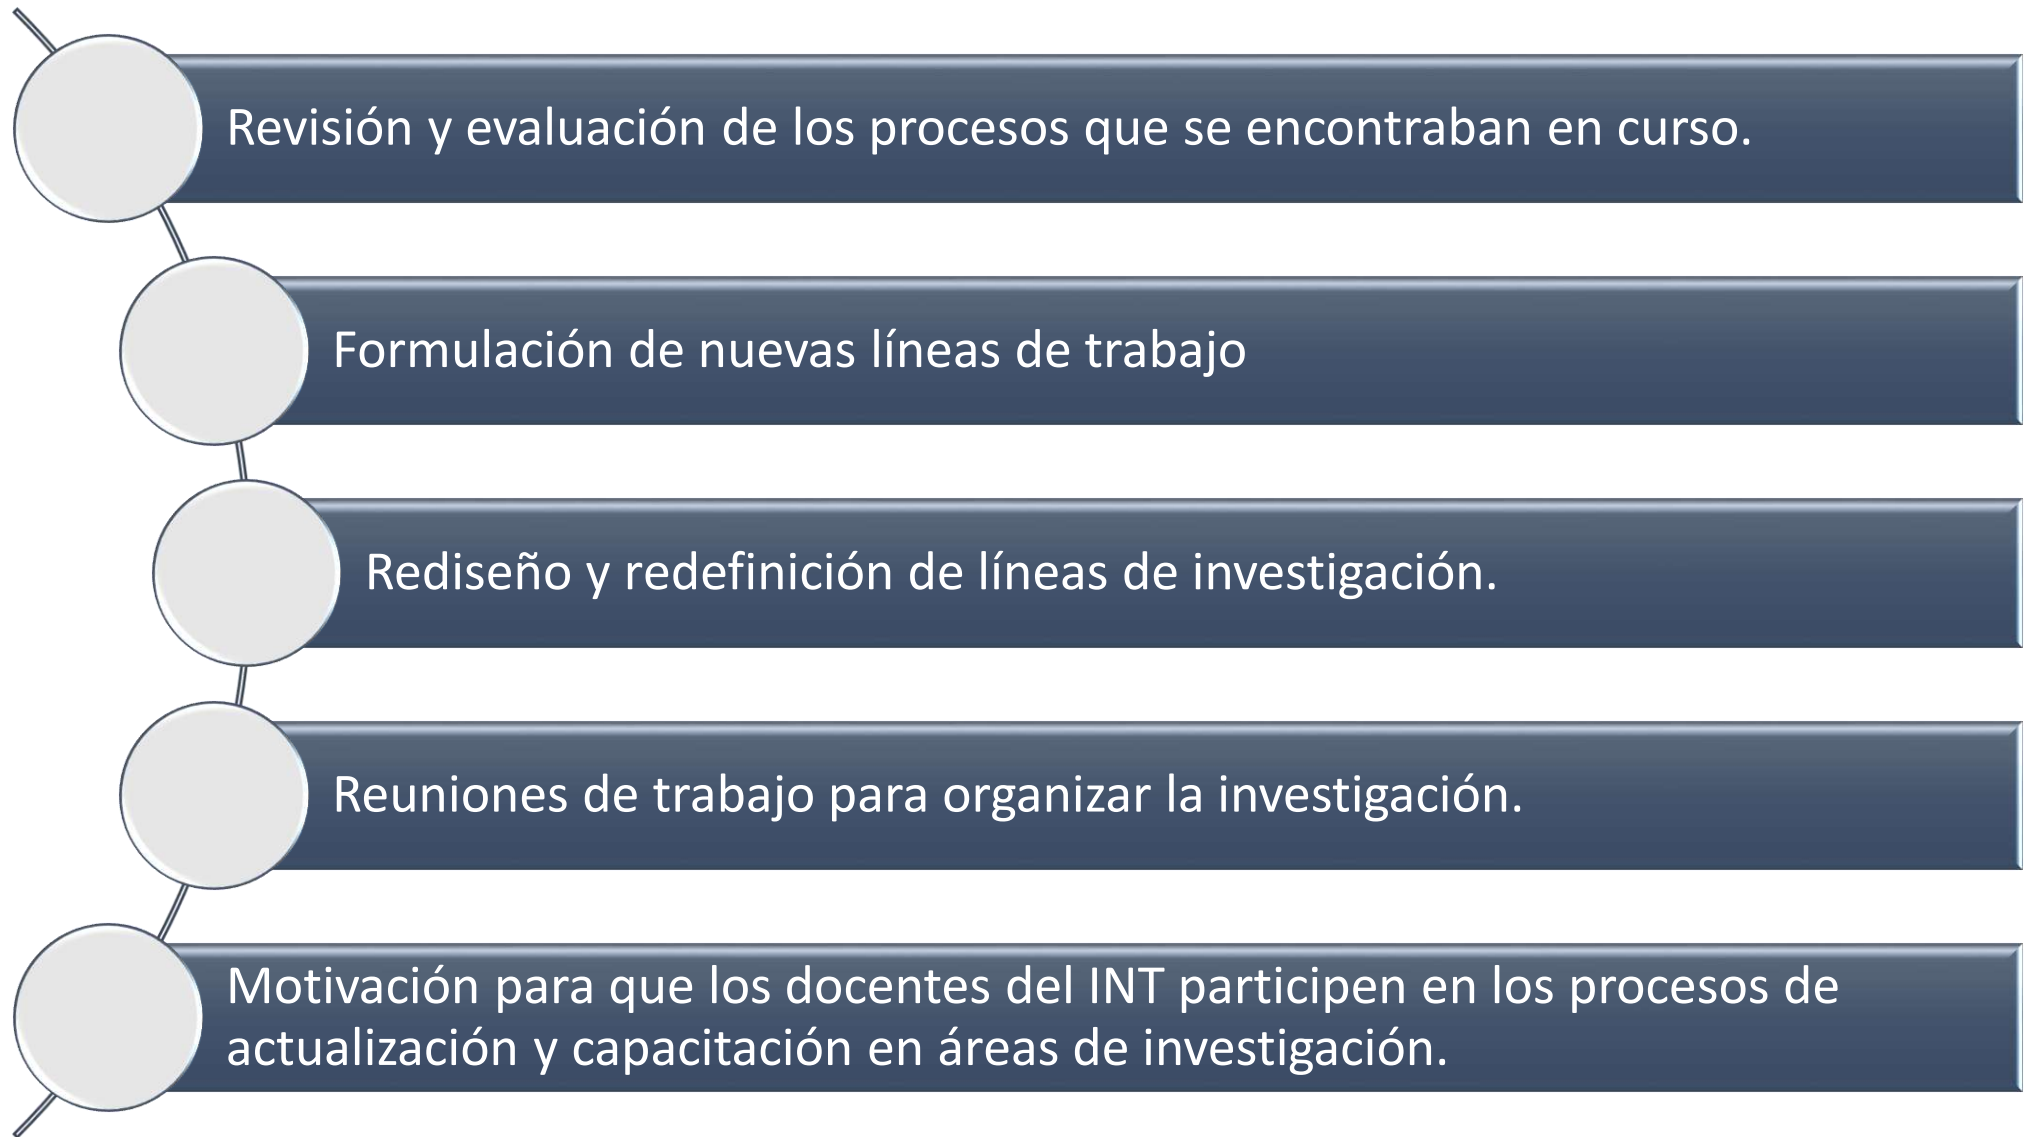 Revisión y evaluación de los procesos que se encontraban en curso.
Formulación de nuevas líneas de trabajo
Rediseño y redefinición de líneas de investigación.
Reuniones de trabajo para organizar la investigación.
Motivación para que los docentes del INT participen en los procesos de
actualización y capacitación en áreas de investigación.